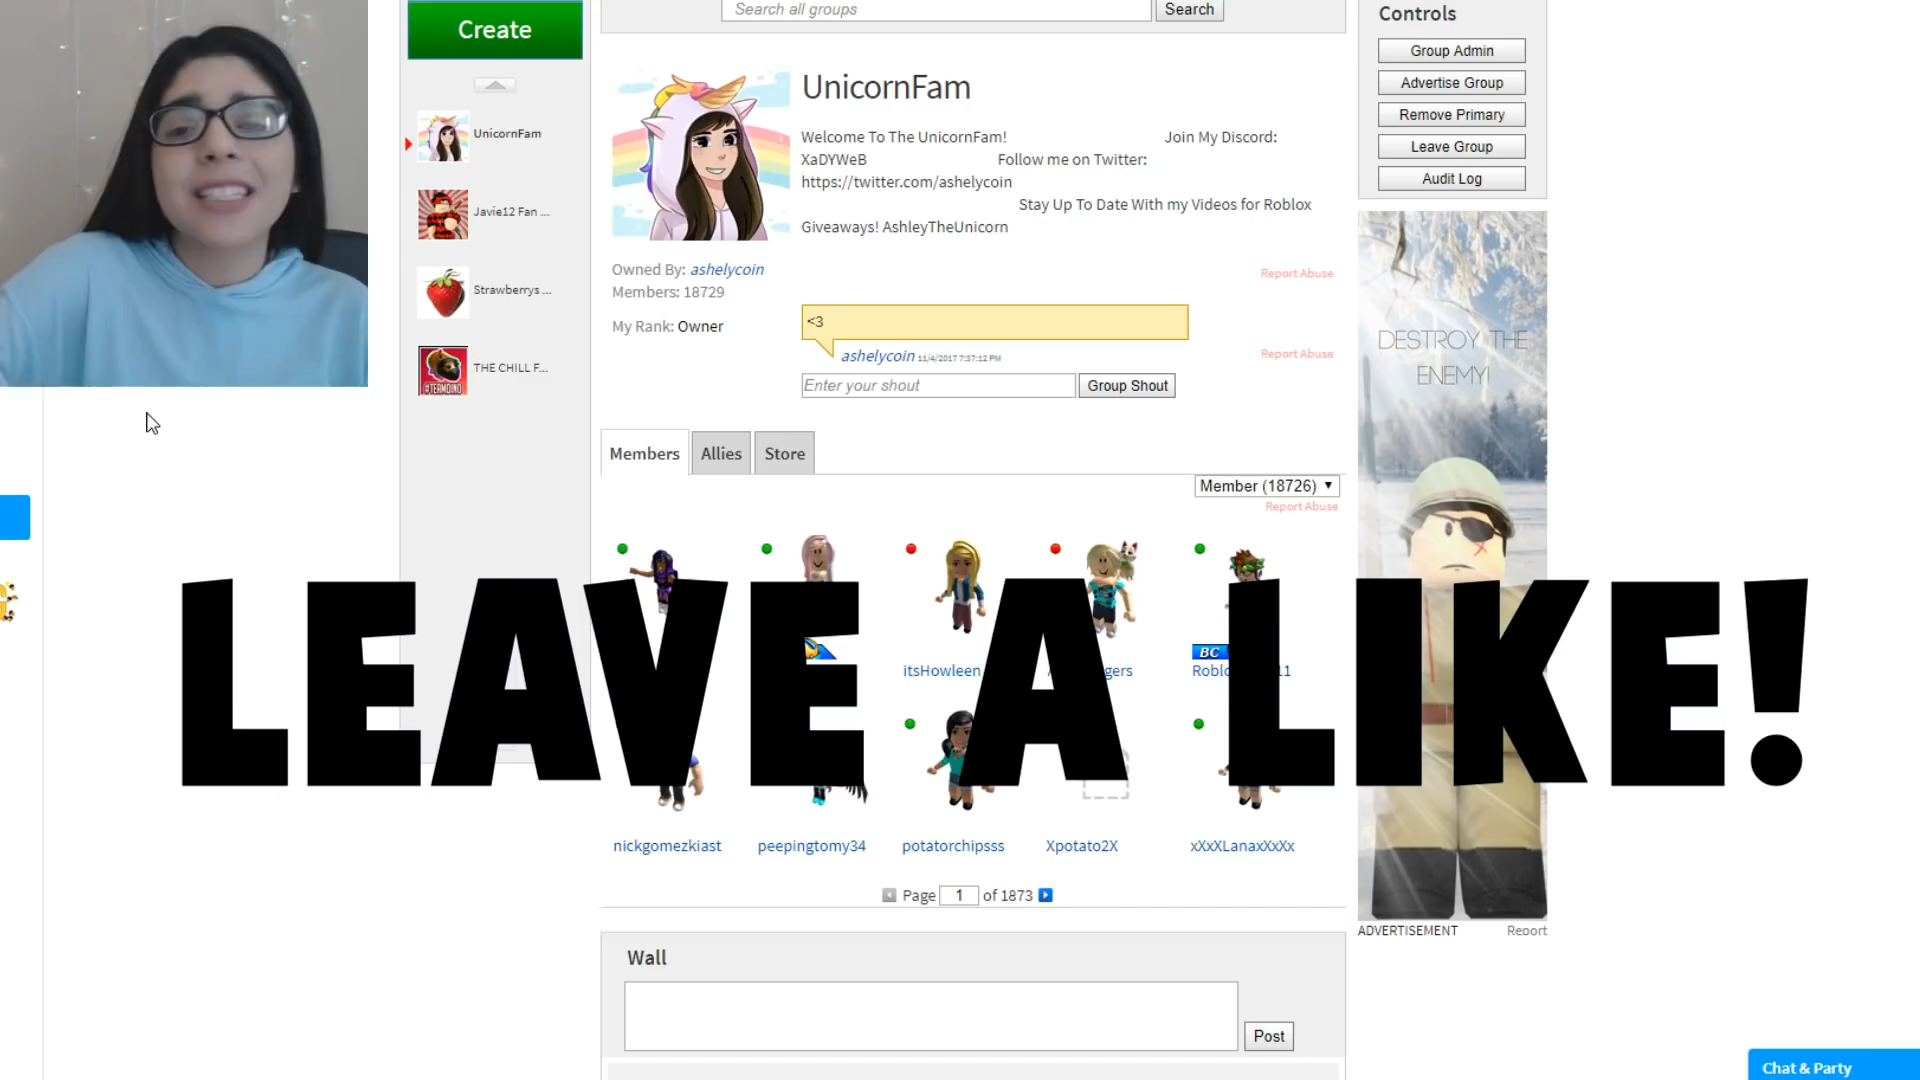 Create
Search all groups
Search
Controls
Group Admin
Advertise Group
Remove Primary
Leave Group
Audit Log
UnicornFam
Javie12 Fan ...
Strawberrys ...
#TEAMDINO
THE CHILL F...
UnicornFam
Welcome To The UnicornFam! Join My Discord:
XaDYWeB Follow me on Twitter:
https://twitter.com/ashelycoin
Stay Up To Date With my Videos for Roblox
Giveaways! AshleyTheUnicorn
Owned By: ashelycoin
Members: 18729
My Rank: Owner
Report Abuse
<3
ashelycoin 11/4/2017 7:37:12 PM
Report Abuse
Enter your shout
Group Shout
DESTROY THE
ENEMY!
Members
Allies
Store
Member (18726)
Report Abuse
LEAVE A LIKE!
itsHowleen
BC
nickgomezkiast
peepingtomy34
potatorchipsss
Xpotato2X
xXxXLanaxXxXx
Page 1 of 1873
ADVERTISEMENT
Report
Wall
Post
Chat & Party